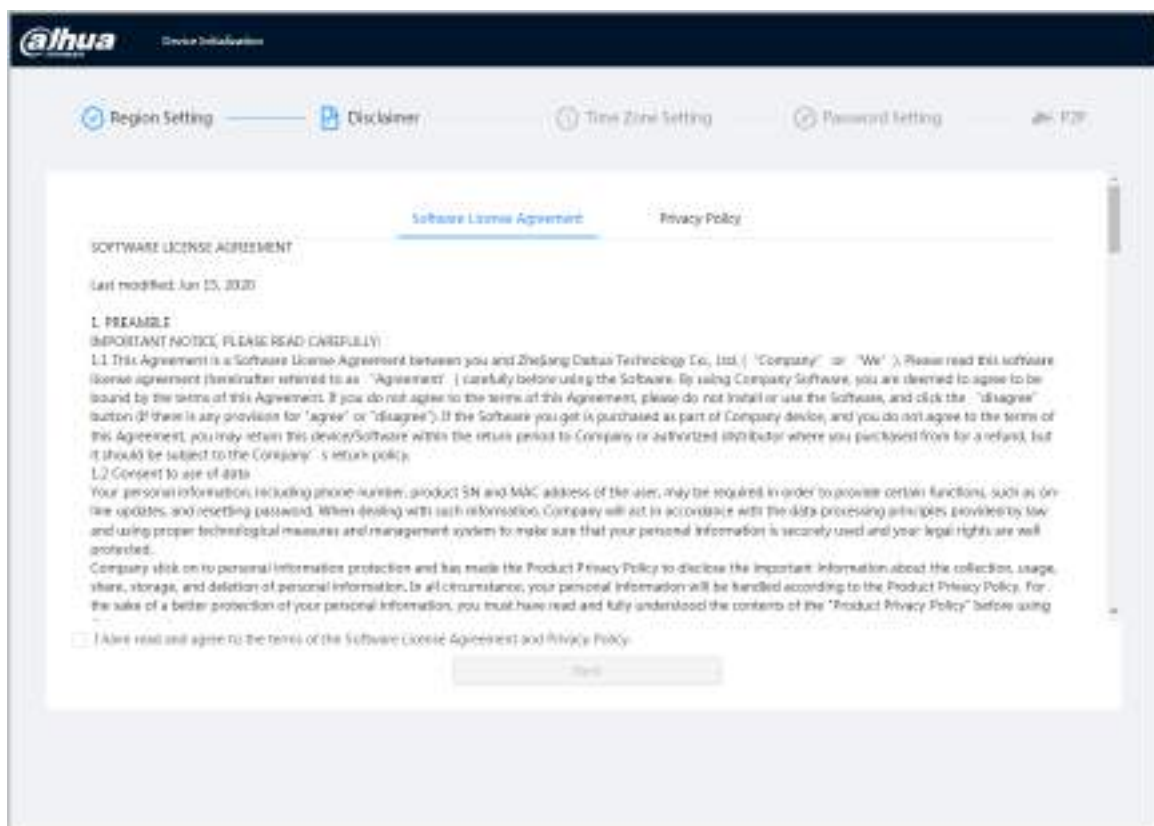 alhua
Device Initialization
Region Setting
Disclaimer
Time Zone Setting
Password Setting
P2P
Software License Agreement
Privacy Policy
SOFTWARE LICENSE AGREEMENT
Last modified: Jun 15, 2020
1. PREAMBLE
IMPORTANT NOTICE, PLEASE READ CAREFULLY:
1.1 This Agreement is a Software License Agreement between you and Zhejiang Dahua Technology Co., Ltd. ( "Company" or "We" ). Please read this software
license agreement (hereinafter referred to as "Agreement" ) carefully before using the Software. By using Company Software, you are deemed to agree to be
bound by the terms of this Agreement. If you do not agree to the terms of this Agreement, please do not install or use the Software, and click the "disagree"
button (if there is any provision for "agree" or "disagree"). If the Software you get is purchased as part of Company device, and you do not agree to the terms of
this Agreement, you may return this device/Software within the return period to Company or authorized distributor where you purchased from for a refund, but
it should be subject to the Company' s return policy.
1.2 Consent to use of data
Your personal information, including phone number, product SN and MAC address of the user, may be required in order to provide certain functions, such as on-
line updates, and resetting password. When dealing with such information, Company will act in accordance with the data processing principles provided by law
and using proper technological measures and management system to make sure that your personal information is securely used and your legal rights are well
protected.
Company stick on to personal information protection and has made the Product Privacy Policy to disclose the important information about the collection, usage,
share, storage, and deletion of personal information. In all circumstance, your personal information will be handled according to the Product Privacy Policy. For
the sake of a better protection of your personal information, you must have read and fully understood the contents of the "Product Privacy Policy" before using
I have read and agree to the terms of the Software License Agreement and Privacy Policy
Next